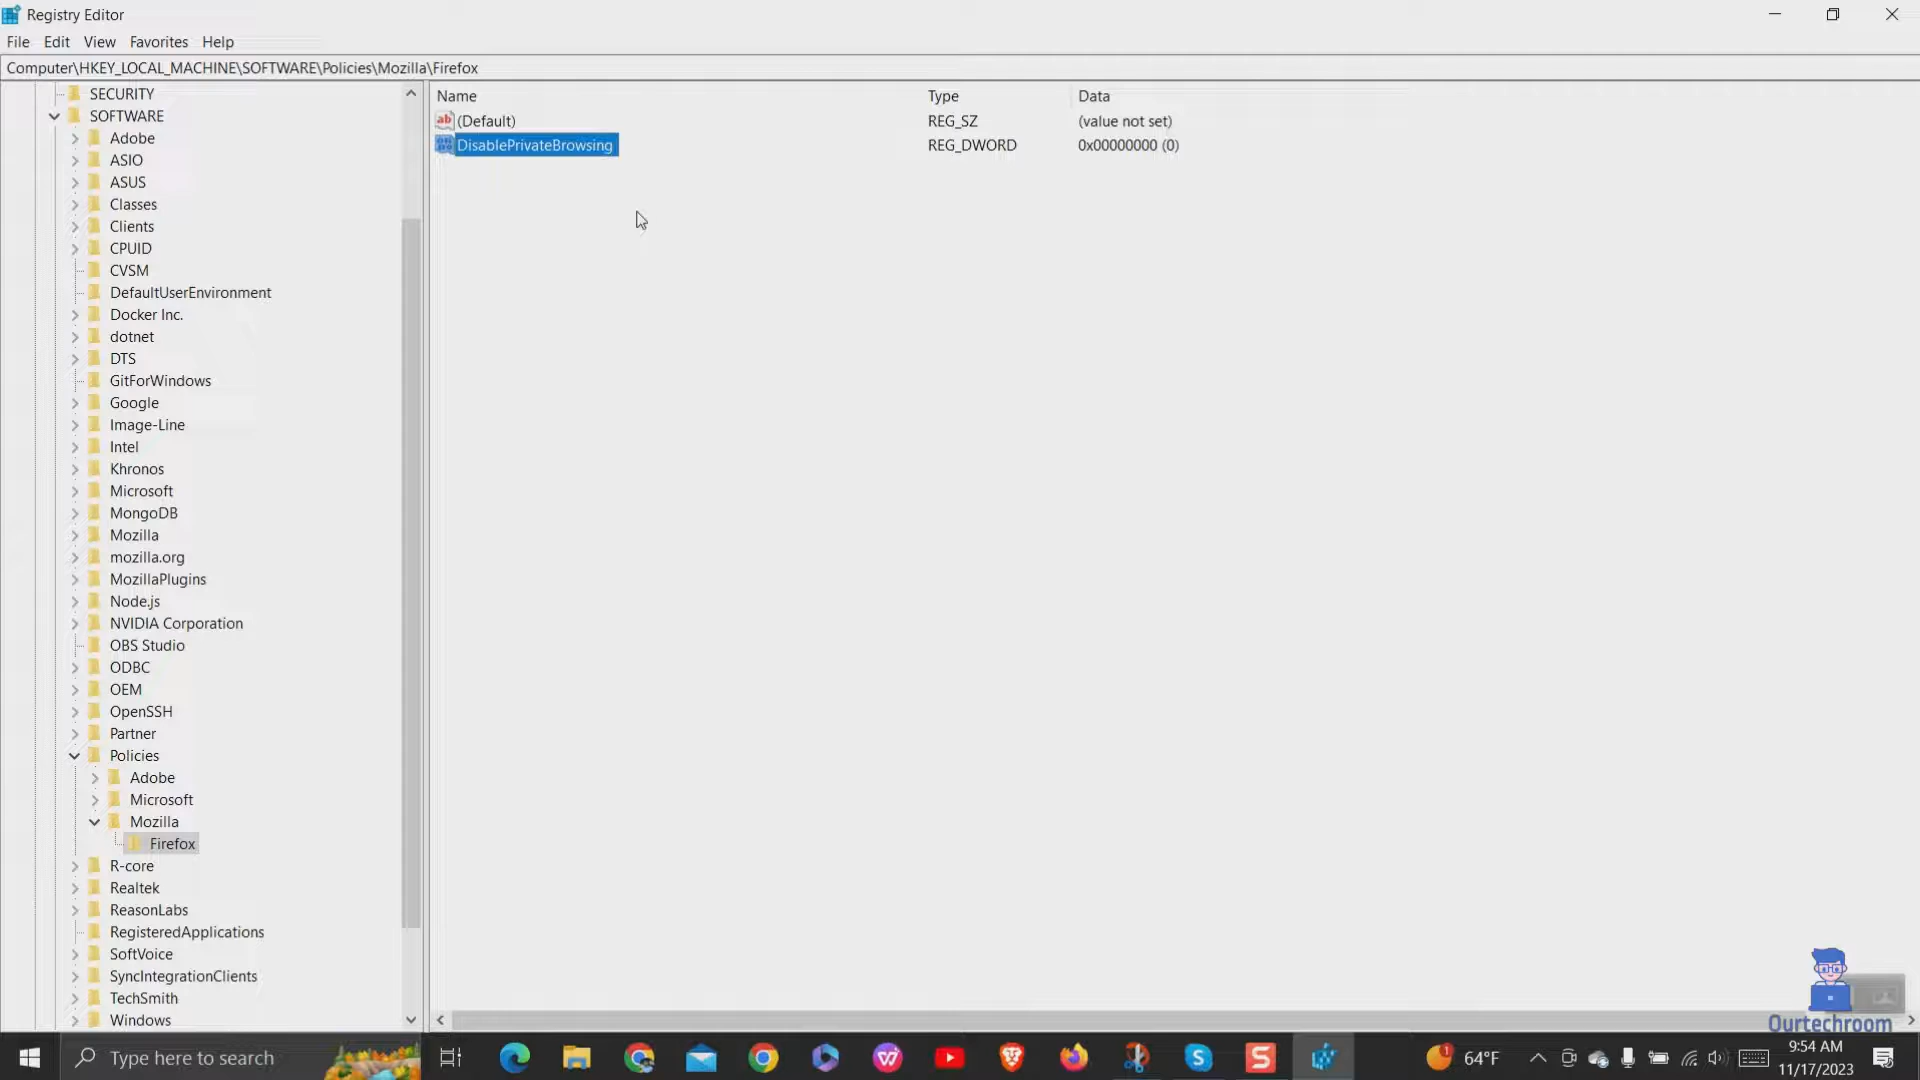 Registry Editor
File Edit View Favorites Help
Computer\HKEY_LOCAL_MACHINE\SOFTWARE\Policies\Mozilla\Firefox
Name Type Data
(Default) REG_SZ (value not set)
DisablePrivateBrowsing REG_DWORD 0x00000000 (0)
SECURITY
SOFTWARE
Adobe
ASIO
ASUS
Classes
Clients
CPUID
CVSM
DefaultUserEnvironment
Docker Inc.
dotnet
DTS
GitForWindows
Google
Image-Line
Intel
Khronos
Microsoft
MongoDB
Mozilla
mozilla.org
MozillaPlugins
Node.js
NVIDIA Corporation
OBS Studio
ODBC
OEM
OpenSSH
Partner
Policies
Adobe
Microsoft
Mozilla
Firefox
R-core
Realtek
ReasonLabs
RegisteredApplications
SoftVoice
SyncIntegrationClients
TechSmith
Windows
Ourtechroom
Type here to search
64°F
9:54 AM
11/17/2023